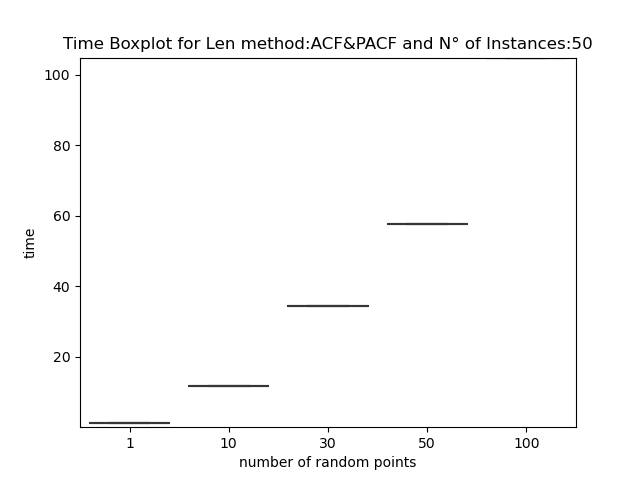 Time Boxplot for Len method:ACF&PACF and N° of Instances:50
100
80
60
40
20
time
1 10 30 50 100
number of random points